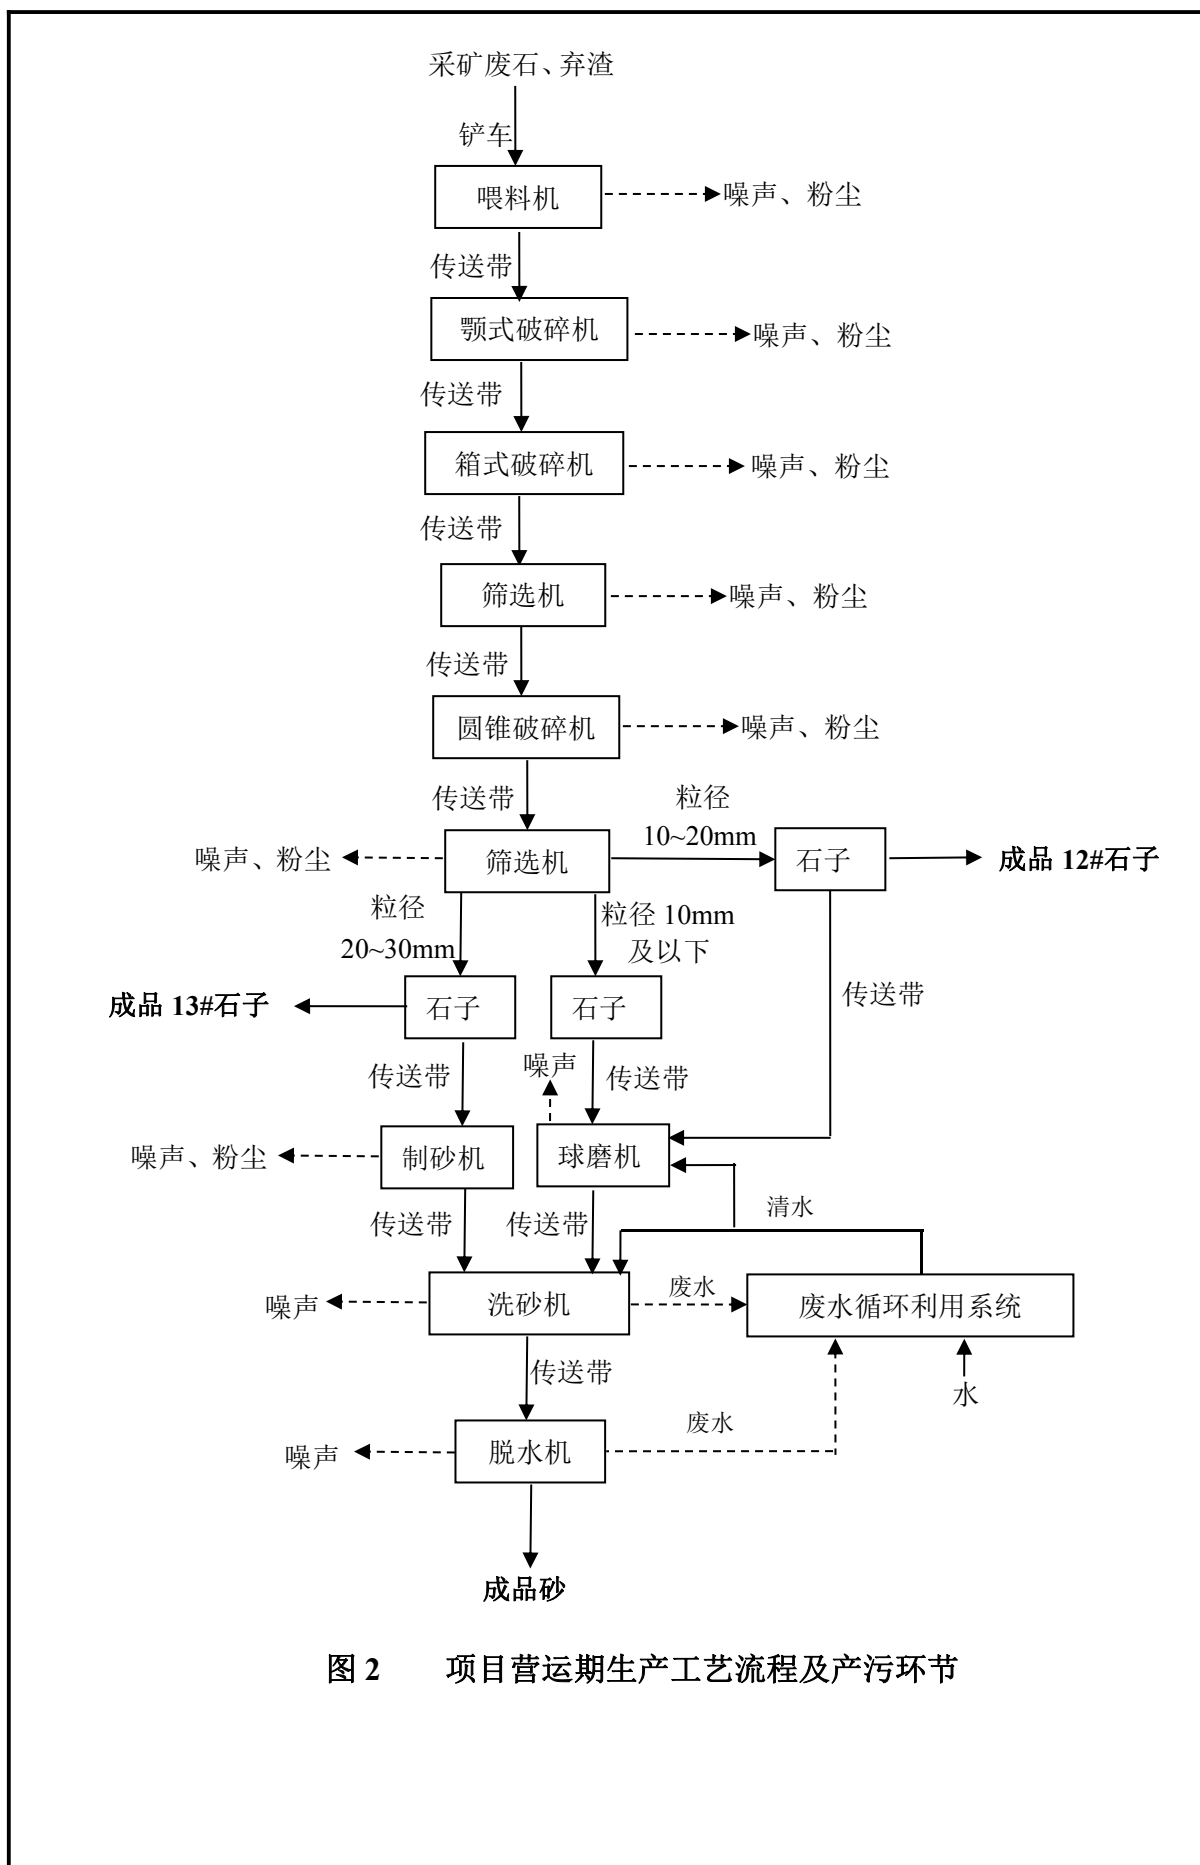 采矿废石、弃渣
铲车
喂料机
噪声、粉尘
传送带
颚式破碎机
噪声、粉尘
传送带
箱式破碎机
噪声、粉尘
传送带
筛选机
噪声、粉尘
传送带
圆锥破碎机
噪声、粉尘
传送带
粒径
10~20mm
噪声、粉尘
筛选机
石子
成品 12#石子
粒径
20~30mm
粒径 10mm
及以下
传送带
成品 13#石子
石子
石子
传送带
噪声
传送带
噪声、粉尘
制砂机
球磨机
传送带
传送带
清水
噪声
洗砂机
废水
废水循环利用系统
传送带
水
噪声
脱水机
废水
成品砂
图 2 项目营运期生产工艺流程及产污环节